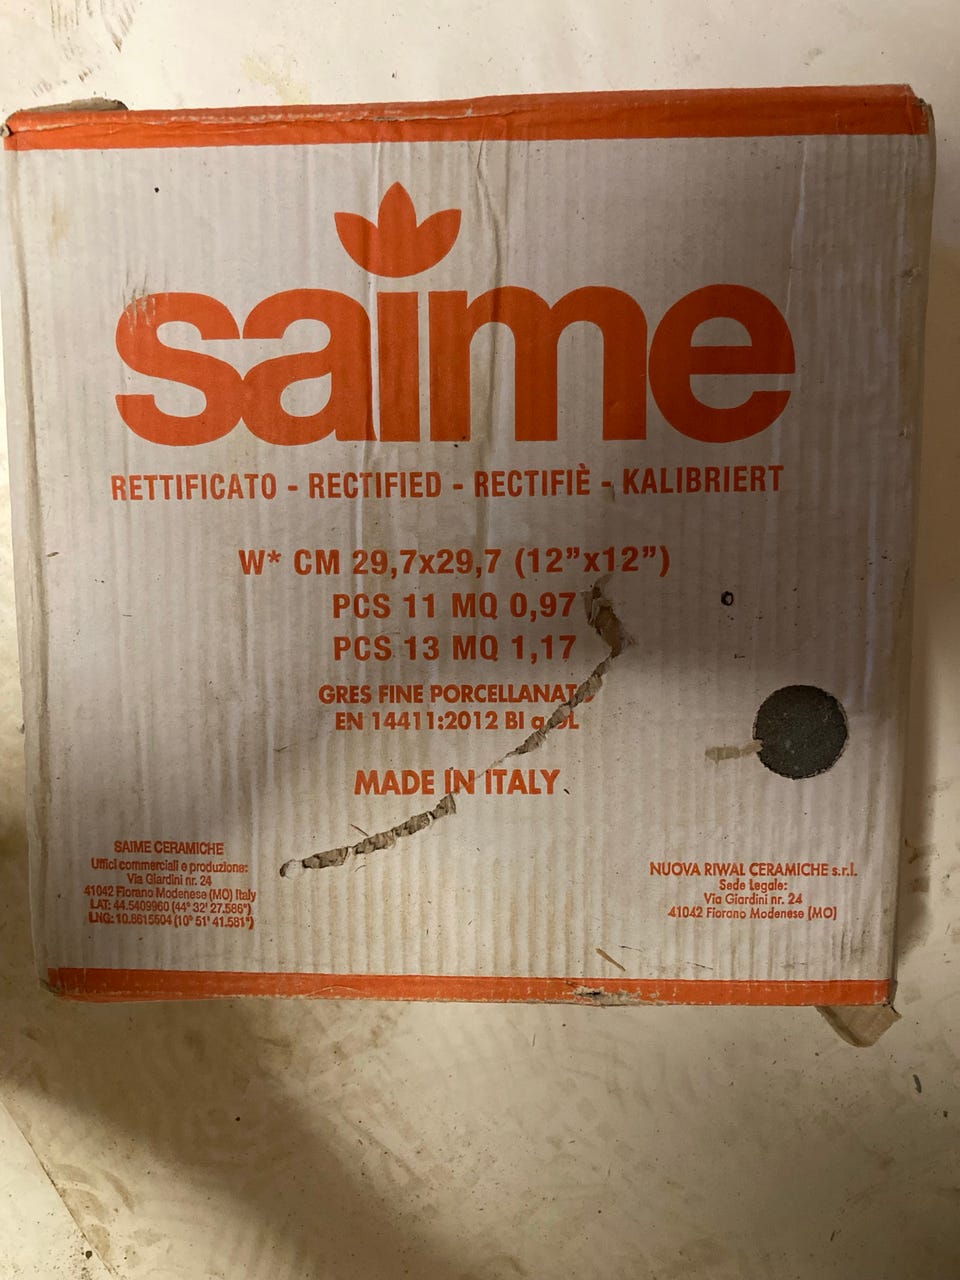 saime
RETTIFICATO - RECTIFIED - RECTIFIÈ - KALIBRIERT
W* CM 29,7x29,7 (12”x12”)
PCS 11 MQ 0,97
PCS 13 MQ 1,17
GRES FINE PORCELLANATO
EN 14411:2012 BI a GL
MADE IN ITALY
SAIME CERAMICHE
Uffici commerciali e produzione:
Via Giardini nr. 24
41042 Fiorano Modenese (MO) Italy
LAT: 44.5409960 (44° 32' 27.586")
LNG: 10.8615504 (10° 51' 41.581")
NUOVA RIWAL CERAMICHE s.r.l.
Sede Legale:
Via Giardini nr. 24
41042 Fiorano Modenese (MO)